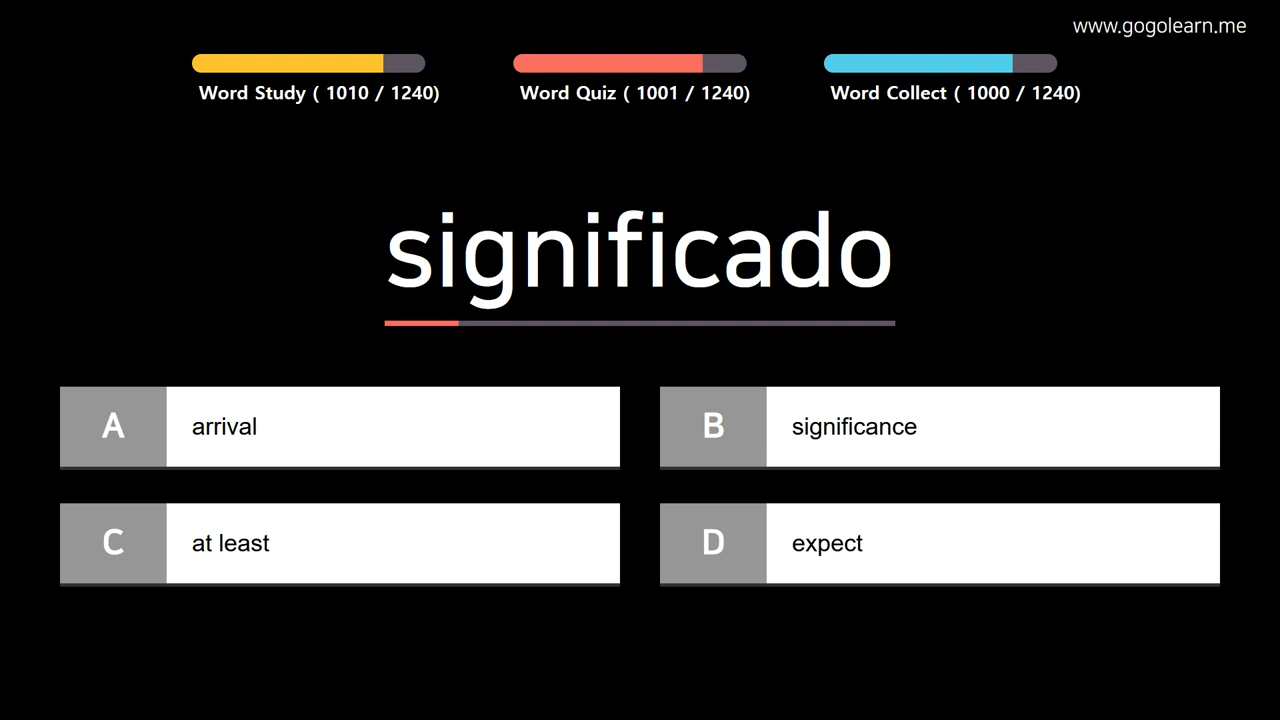 www.gogolearn.me
Word Study ( 1010 / 1240)
Word Quiz ( 1001 / 1240)
Word Collect ( 1000 / 1240)
significado
A arrival
B significance
C at least
D expect